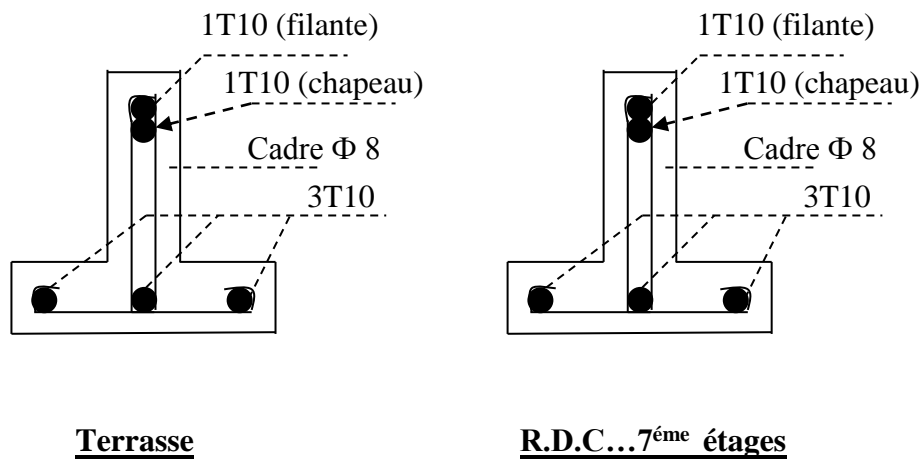 1T10 (filante)
1T10 (chapeau)
Cadre Φ 8
3T10
Terrasse
1T10 (filante)
1T10 (chapeau)
Cadre Φ 8
3T10
R.D.C…7éme étages